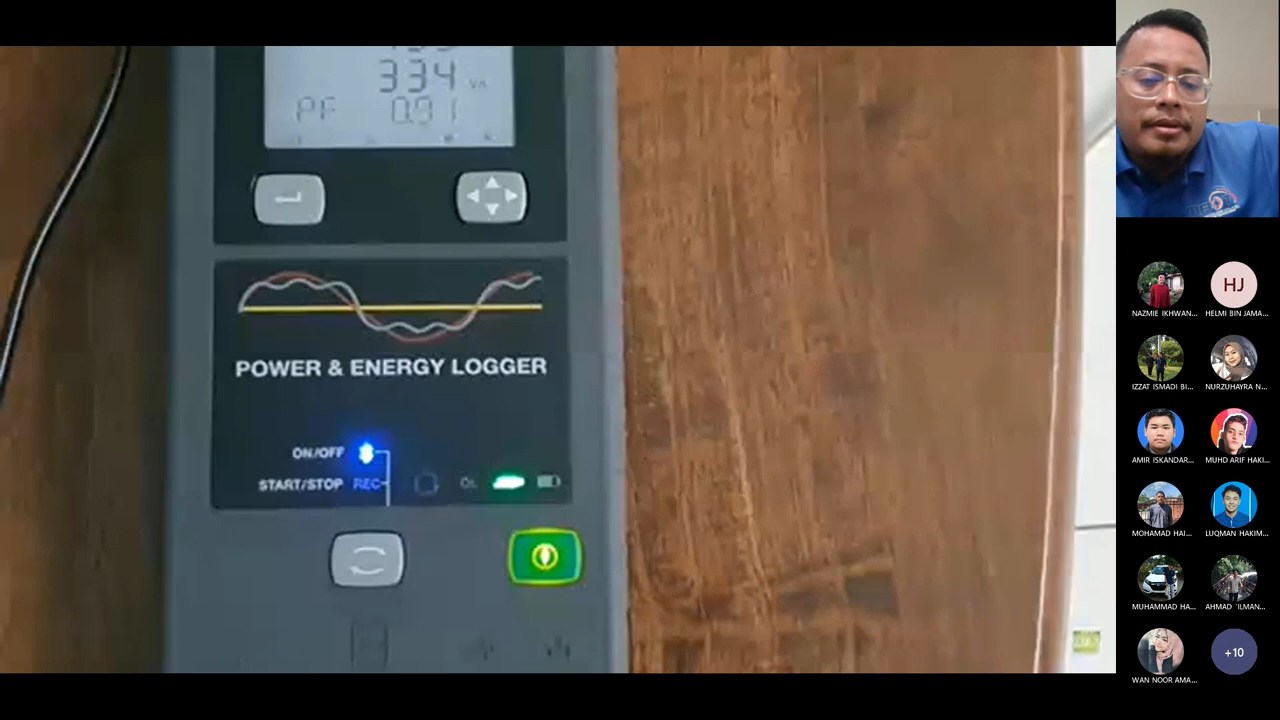 334 VA
PF 0.91
POWER & ENERGY LOGGER
ON/OFF
START/STOP REC
OL
HJ
NAZMIE IKHWAN...
HELMI BIN JAMA...
IZZAT ISMADI BI...
NURZUHAYRA N...
AMIR ISKANDAR...
MUHD ARIF HAKI...
MOHAMAD HAI...
LUQMAN HAKIM...
MUHAMMAD HA...
AHMAD 'ILMAN...
WAN NOOR AMA...
+10